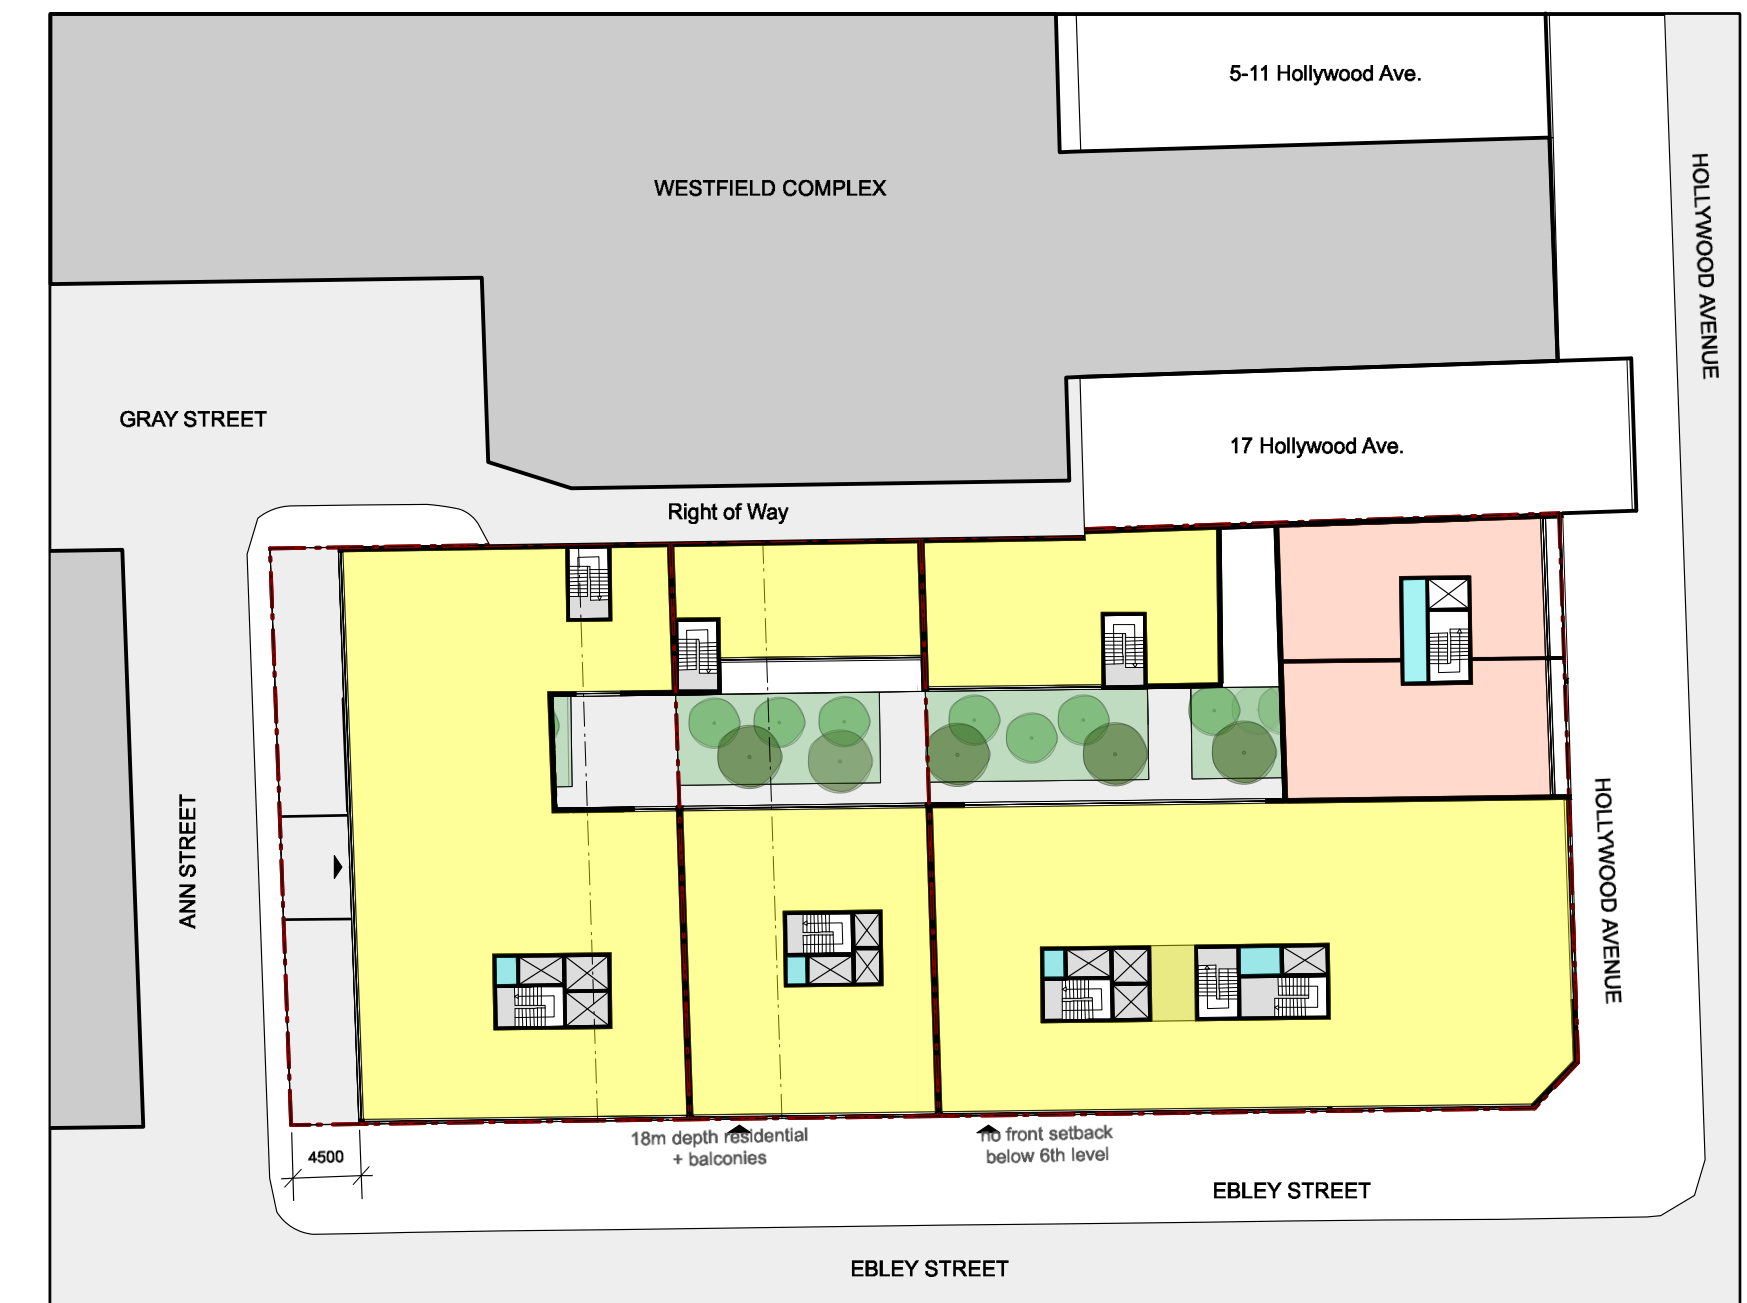 5-11 Hollywood Ave.
WESTFIELD COMPLEX
HOLLYWOOD AVENUE
GRAY STREET
17 Hollywood Ave.
Right of Way
ANN STREET
HOLLYWOOD AVENUE
18m depth residential
+ balconies
no front setback
below 6th level
4500
EBLEY STREET
EBLEY STREET